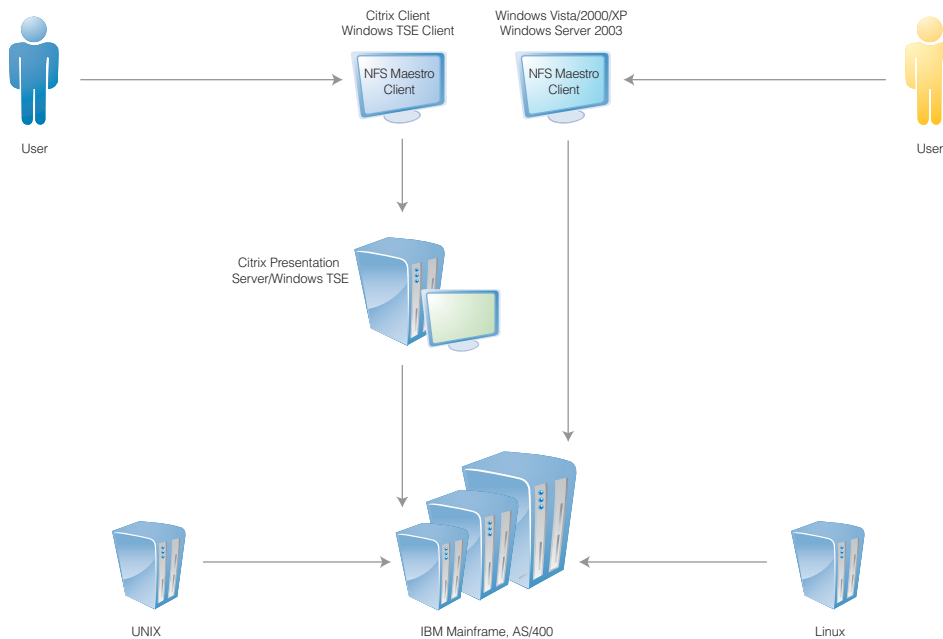 Citrix Client
Windows TSE Client
Windows Vista/2000/XP
Windows Server 2003
NFS Maestro
Client
NFS Maestro
Client
User
User
Citrix Presentation
Server/Windows TSE
UNIX
IBM Mainframe, AS/400
Linux